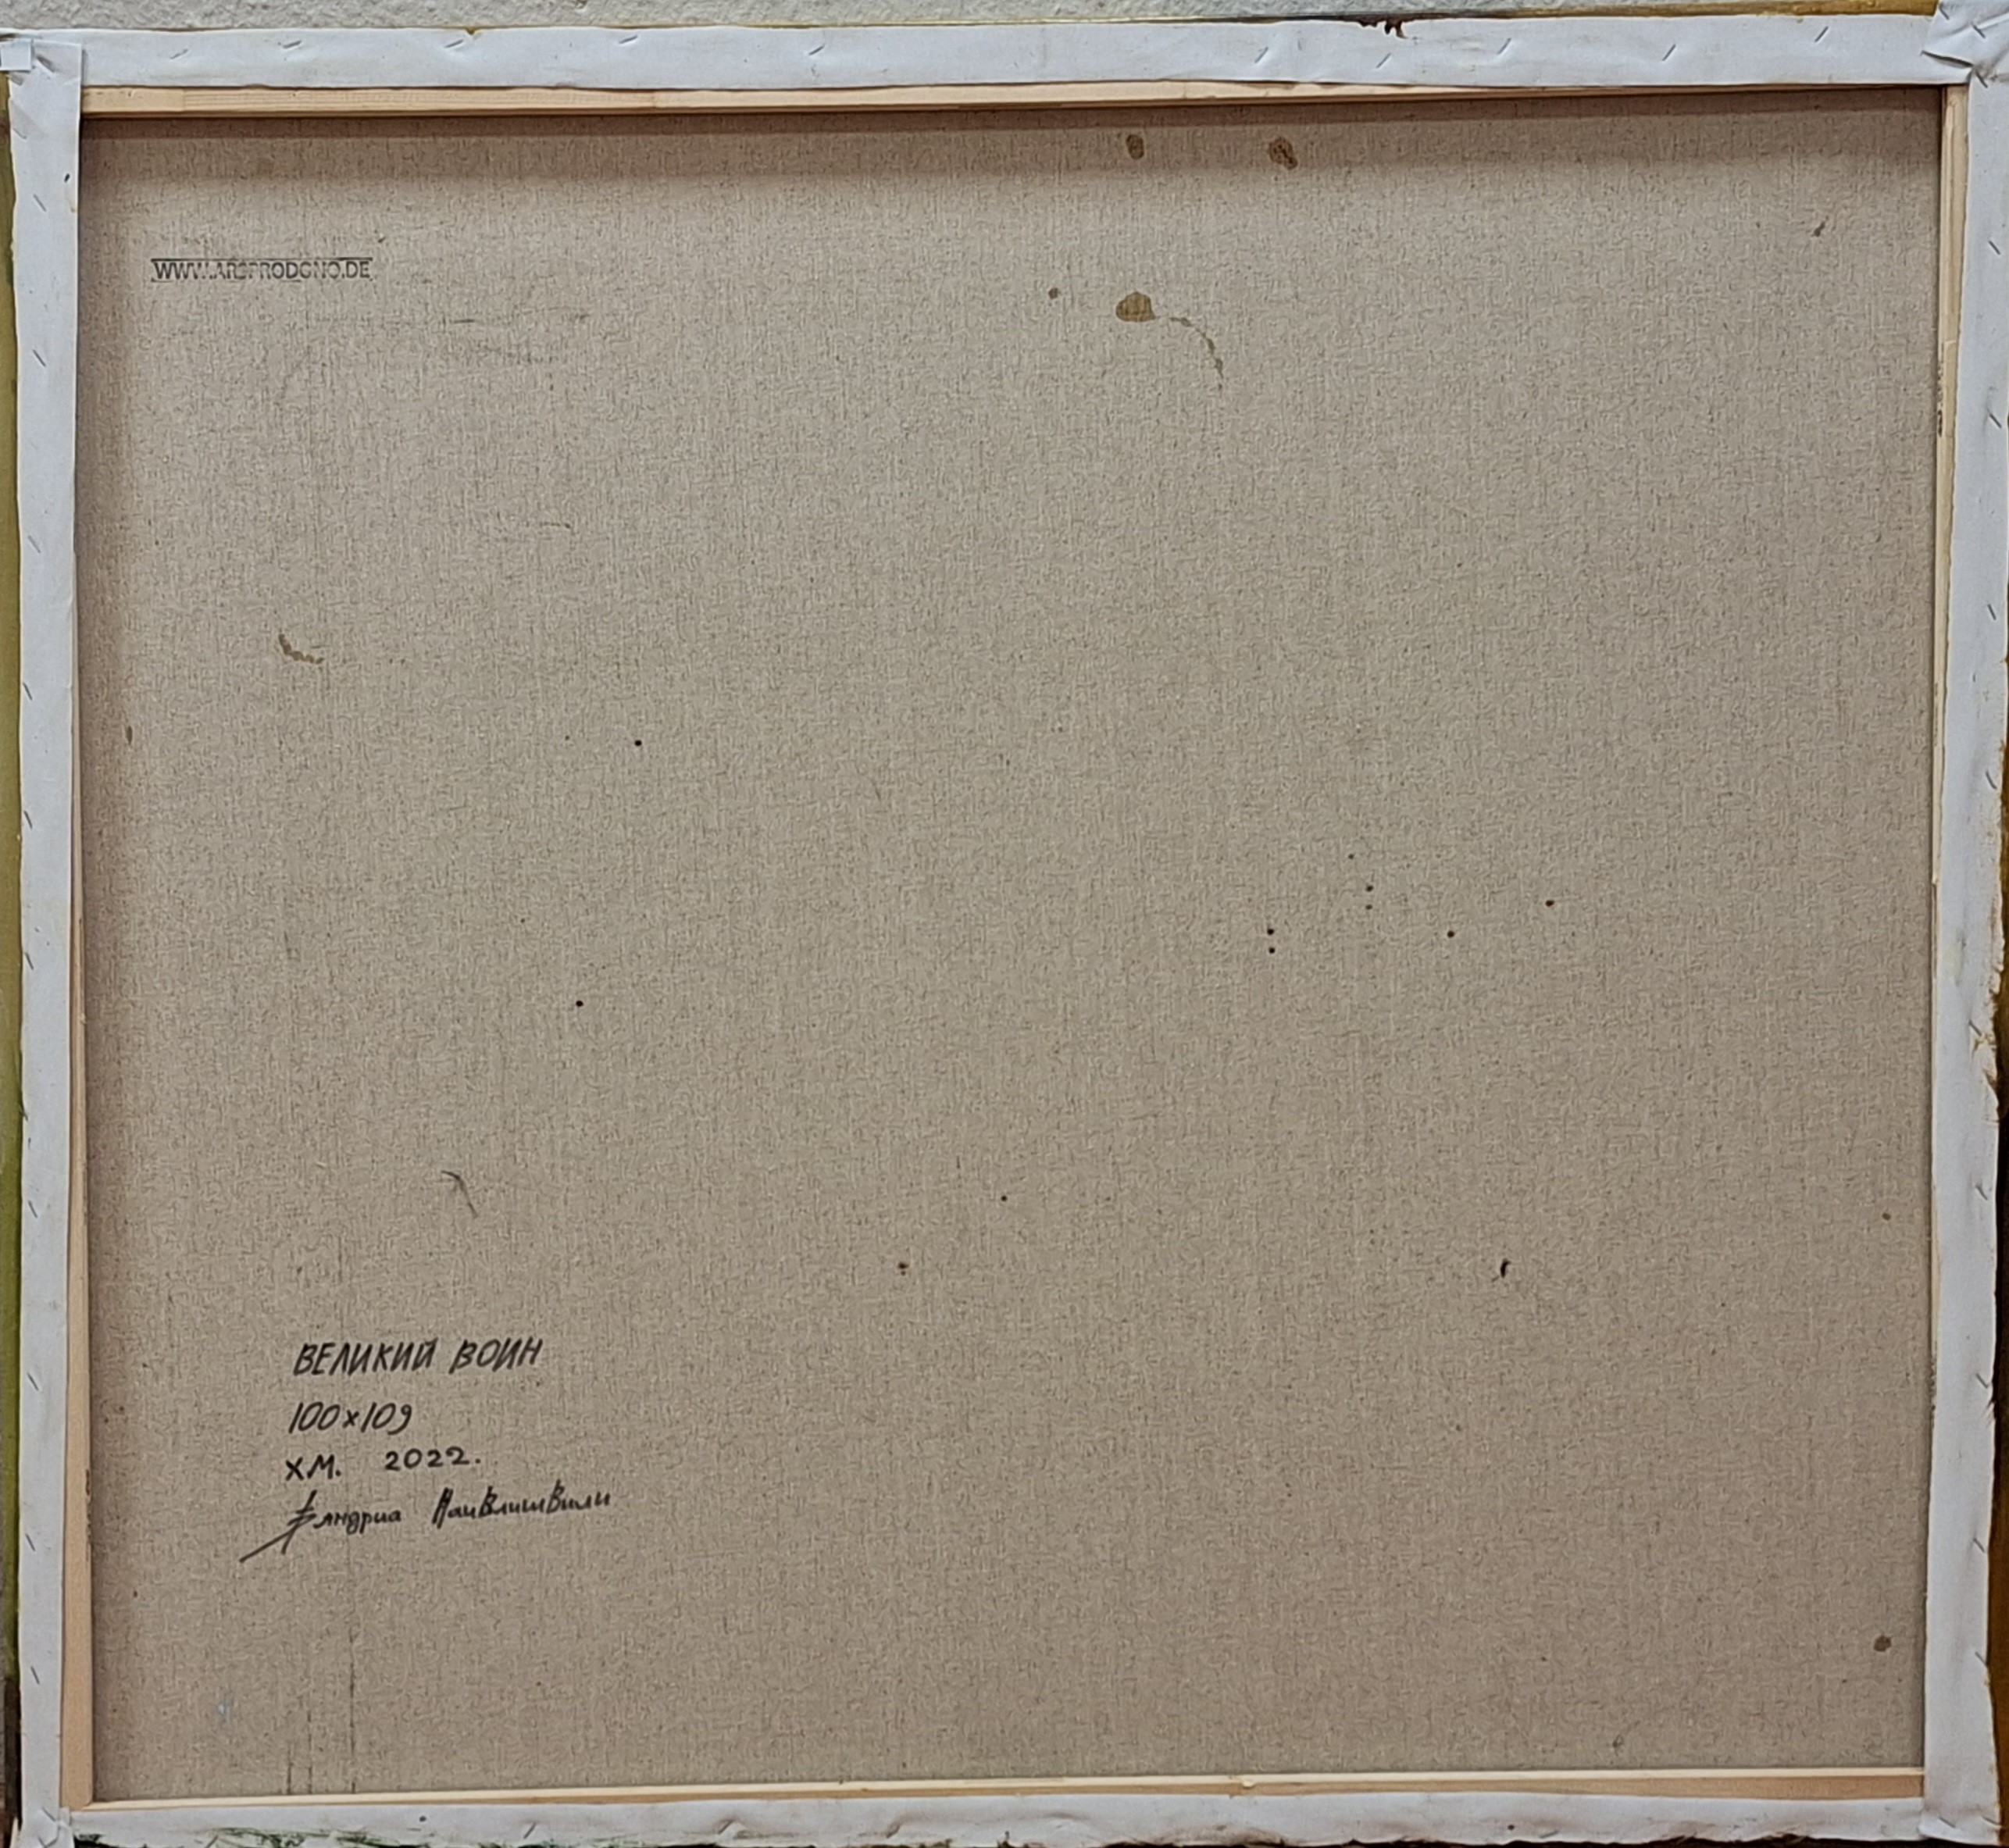 WWW.ARSPRODONO.DE
ВЕЛИКИЙ ВОИН
100×109
Х.М. 2022.